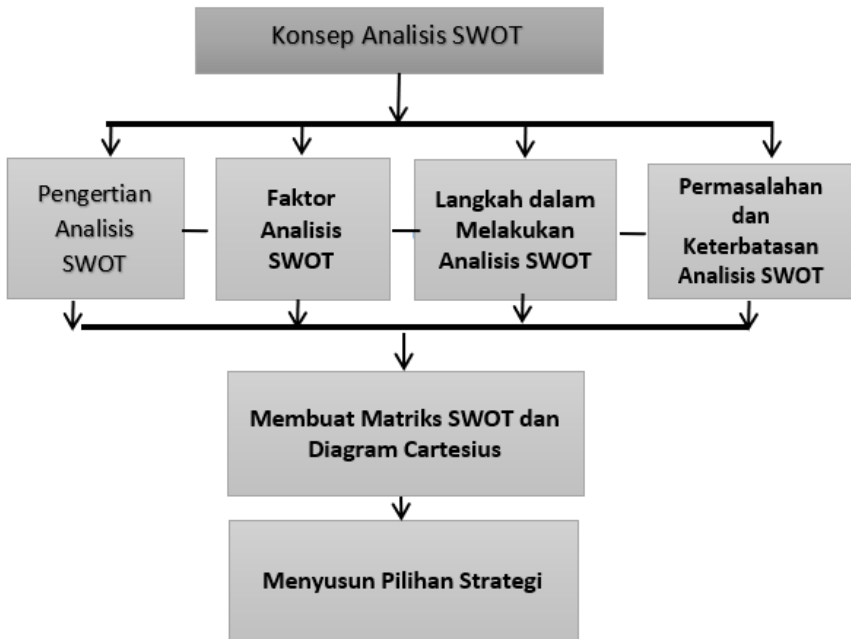 Konsep Analisis SWOT
Pengertian
Analisis
SWOT
Faktor
Analisis
SWOT
Langkah dalam
Melakukan
Analisis SWOT
Permasalahan
dan
Keterbatasan
Analisis SWOT
Membuat Matriks SWOT dan
Diagram Cartesius
Menyusun Pilihan Strategi